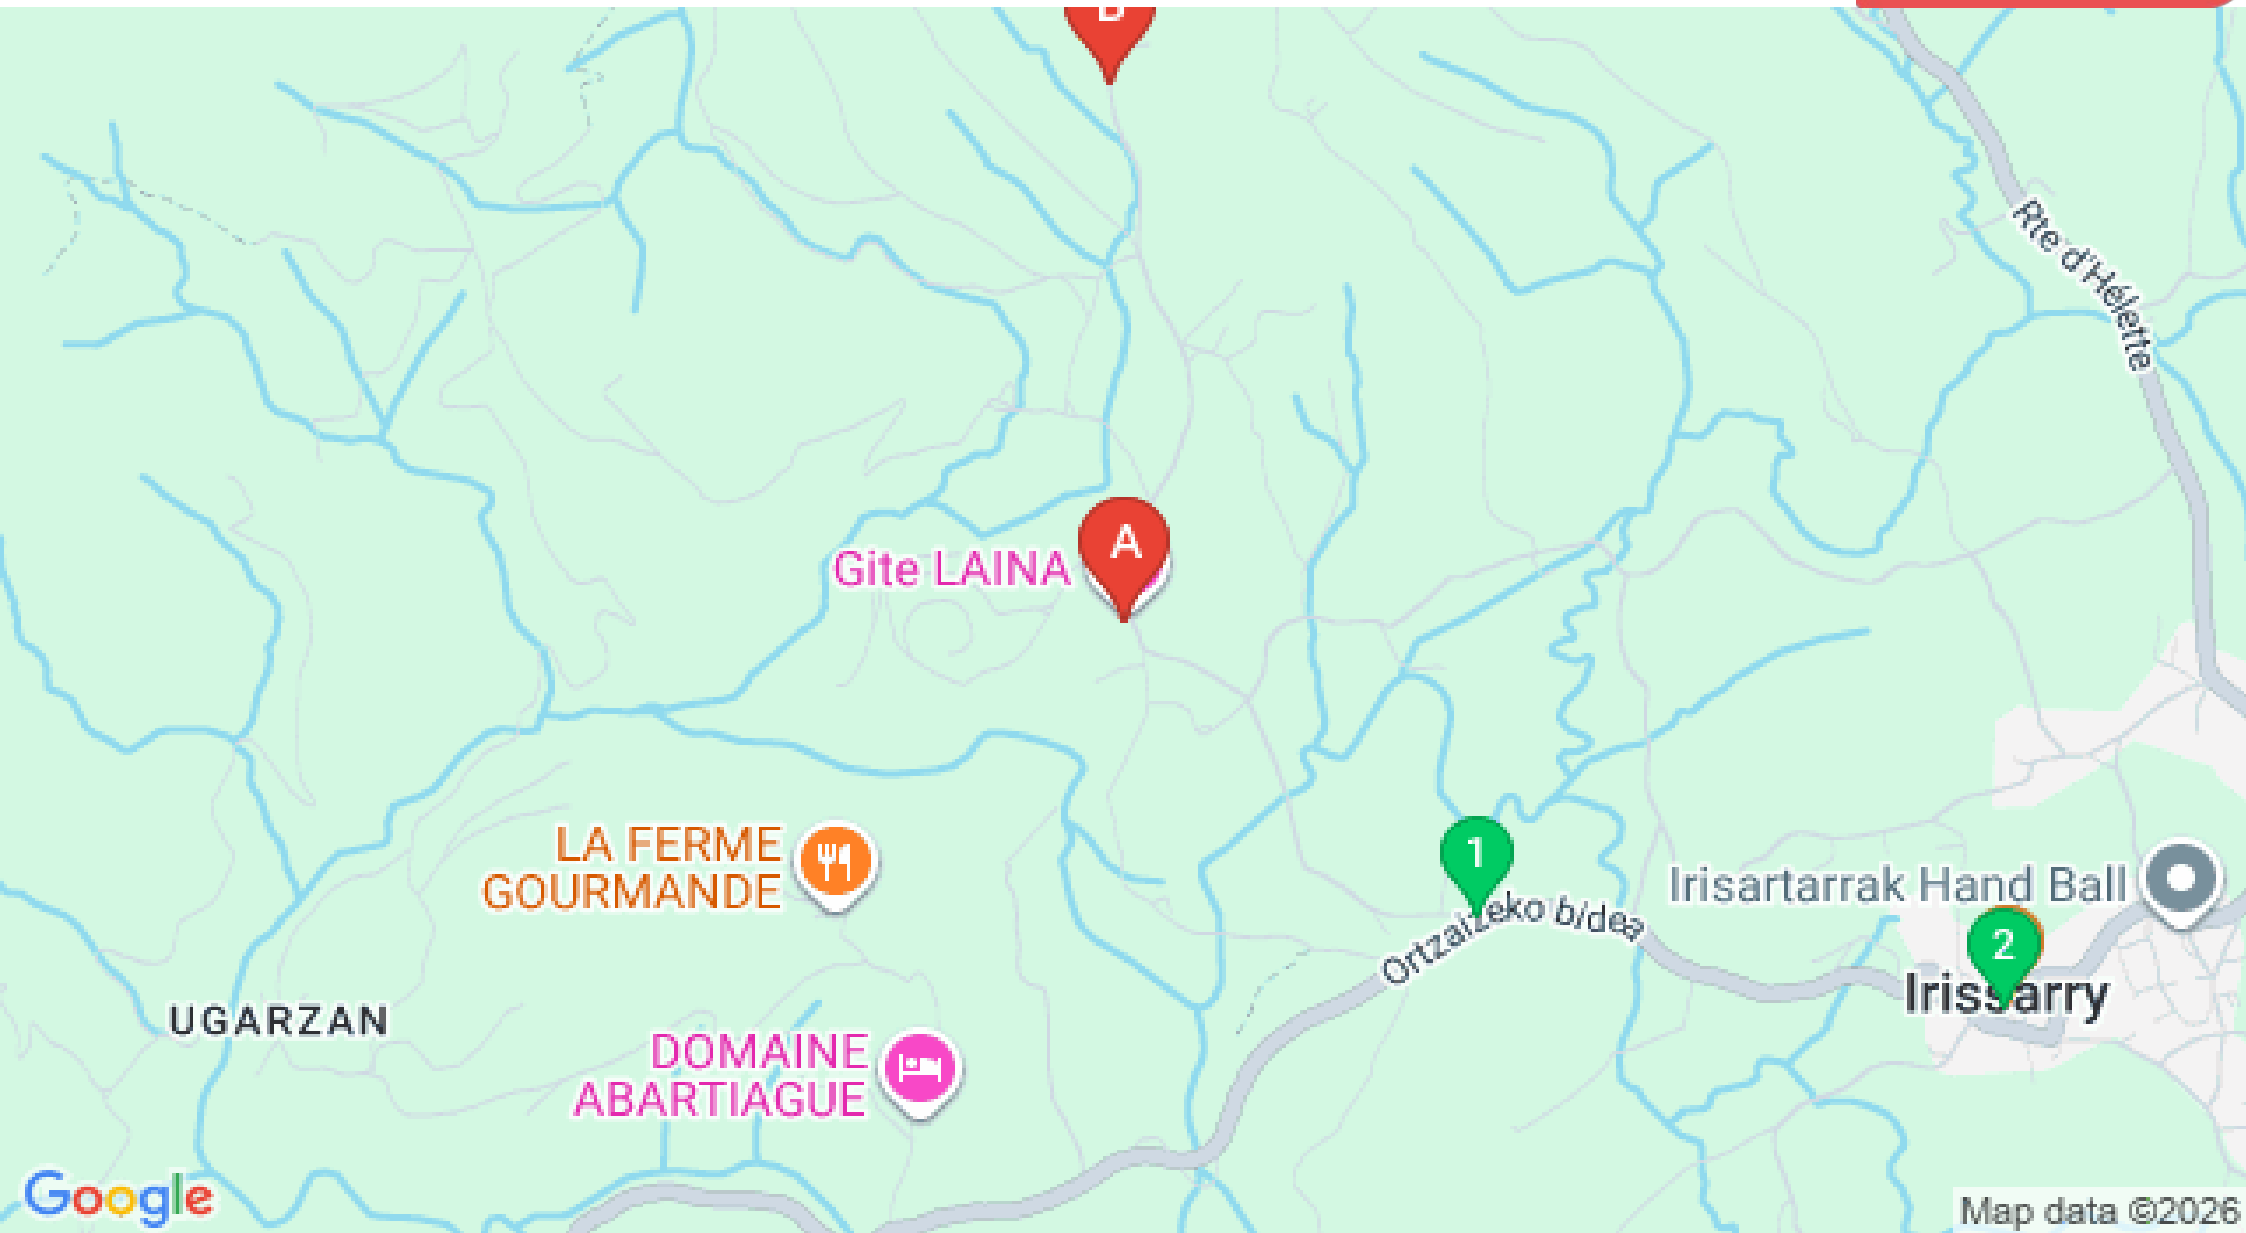 B
Rte d'Hélette
A
Gite LAINA
1
LA FERME
GOURMANDE
Irisartarrak Hand Ball
Ortzaizeko bidea
2
Irissarry
UGARZAN
DOMAINE
ABARTIAGUE
Google
Map data ©2026